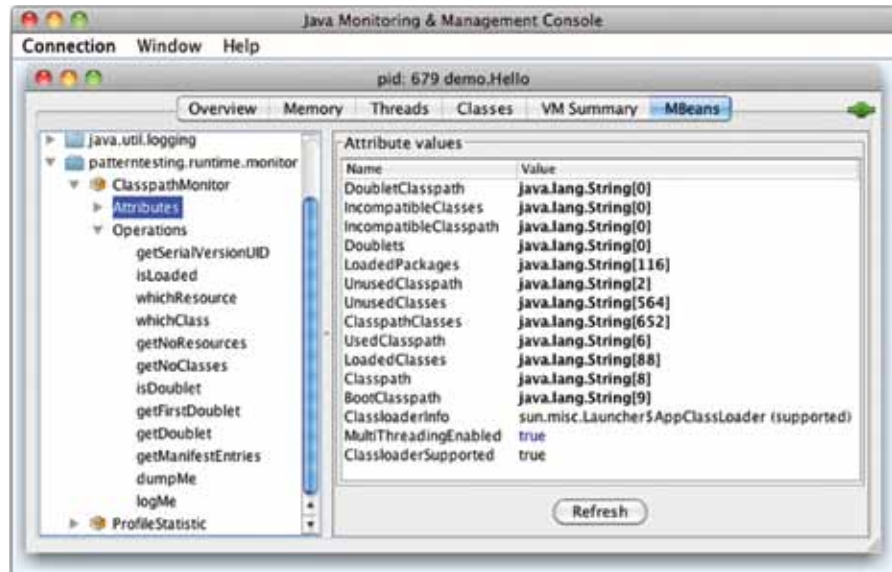 Java Monitoring & Management Console
Connection Window Help
pid: 679 demo.Hello
Overview Memory Threads Classes VM Summary MBeans
java.util.logging
patterntesting.runtime.monitor
ClasspathMonitor
Attributes
Operations
getSerialVersionUID
isLoaded
whichResource
whichClass
getNoResources
getNoClasses
isDoublet
getFirstDoublet
getDoublet
getManifestEntries
dumpMe
logMe
ProfileStatistic
Attribute values
Name Value
DoubletClasspath java.lang.String[0]
IncompatibleClasses java.lang.String[0]
IncompatibleClasspath java.lang.String[0]
Doublets java.lang.String[0]
LoadedPackages java.lang.String[116]
UnusedClasspath java.lang.String[2]
UnusedClasses java.lang.String[564]
ClasspathClasses java.lang.String[652]
UsedClasspath java.lang.String[6]
LoadedClasses java.lang.String[88]
Classpath java.lang.String[8]
BootClasspath java.lang.String[9]
ClassloaderInfo sun.misc.Launcher$AppClassLoader (supported)
MultiThreadingEnabled true
ClassloaderSupported true
Refresh